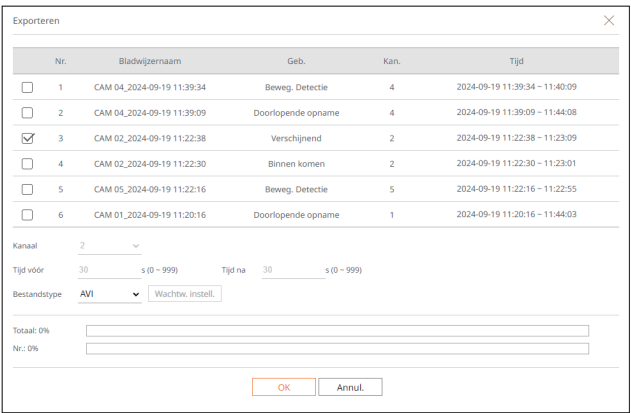 Exporteren
Nr. Bladwijzernaam Geb. Kan. Tijd
1 CAM 04_2024-09-19 11:39:34 Beweg. Detectie 4 2024-09-19 11:39:34 ~ 11:40:09
2 CAM 04_2024-09-19 11:39:09 Doorlopende opname 4 2024-09-19 11:39:09 ~ 11:44:08
3 CAM 02_2024-09-19 11:22:38 Verschijnend 2 2024-09-19 11:22:38 ~ 11:23:09
4 CAM 02_2024-09-19 11:22:30 Binnen komen 2 2024-09-19 11:22:30 ~ 11:23:01
5 CAM 05_2024-09-19 11:22:16 Beweg. Detectie 5 2024-09-19 11:22:16 ~ 11:22:55
6 CAM 01_2024-09-19 11:20:16 Doorlopende opname 1 2024-09-19 11:20:16 ~ 11:44:03
Kanaal 2
Tijd vóór 30 s (0 ~ 999) Tijd na 30 s (0 ~ 999)
Bestandstype AVI Wachtw. instell.
Totaal: 0%
Nr.: 0%
OK Annul.